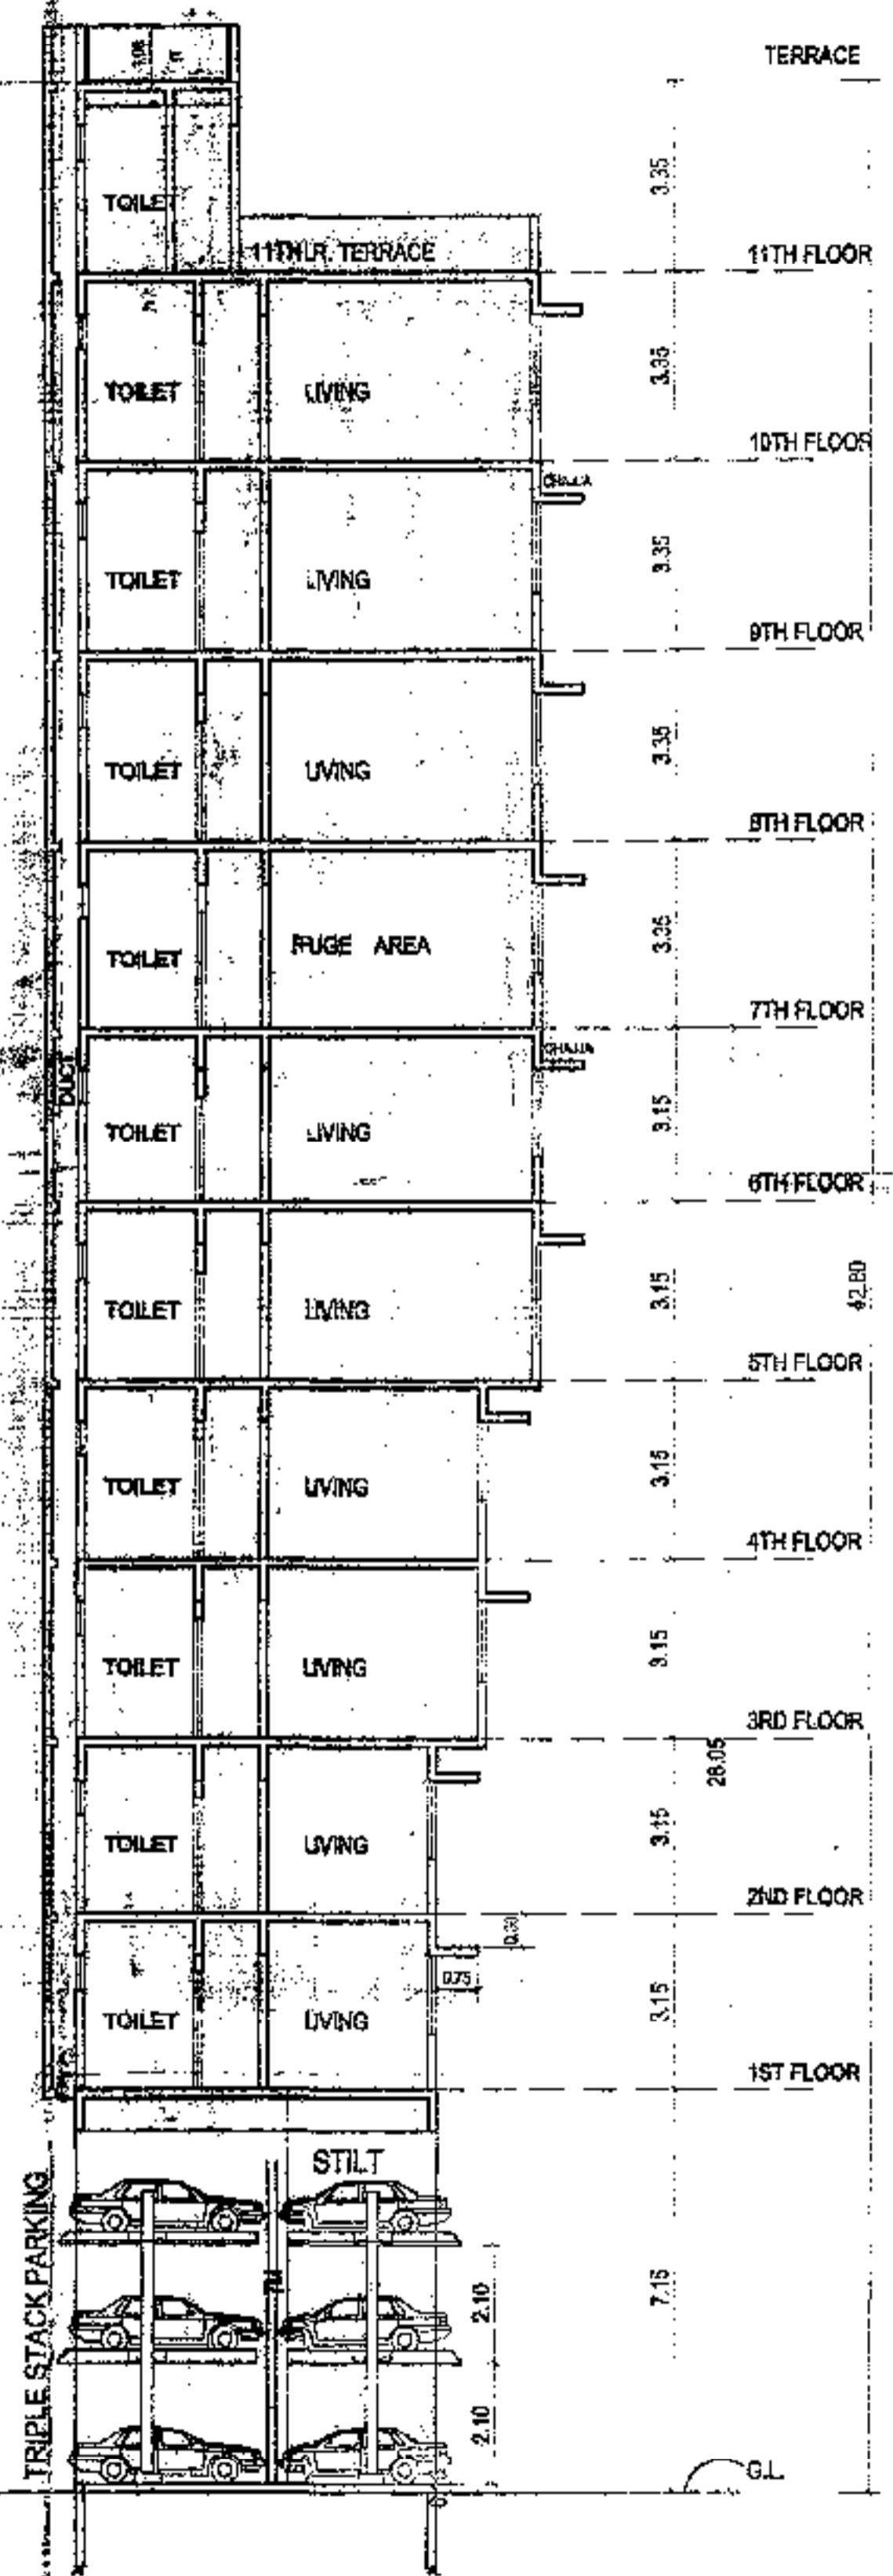 TERRACE
3.35
TOILET
11TH LR. TERRACE
11TH FLOOR
TOILET
LIVING
3.35
10TH FLOOR
CHAJJA
TOILET
LIVING
3.35
9TH FLOOR
TOILET
LIVING
3.35
8TH FLOOR
TOILET
FUGE AREA
3.35
7TH FLOOR
CHAJJA
DUCT
TOILET
LIVING
3.15
6TH FLOOR
TOILET
LIVING
3.15
42.80
5TH FLOOR
TOILET
LIVING
3.15
4TH FLOOR
TOILET
LIVING
3.15
3RD FLOOR
28.05
TOILET
LIVING
3.15
2ND FLOOR
0.75
TOILET
LIVING
3.15
1ST FLOOR
STILT
TRIPLE STACK PARKING
2.10
7.15
2.10
G.L.